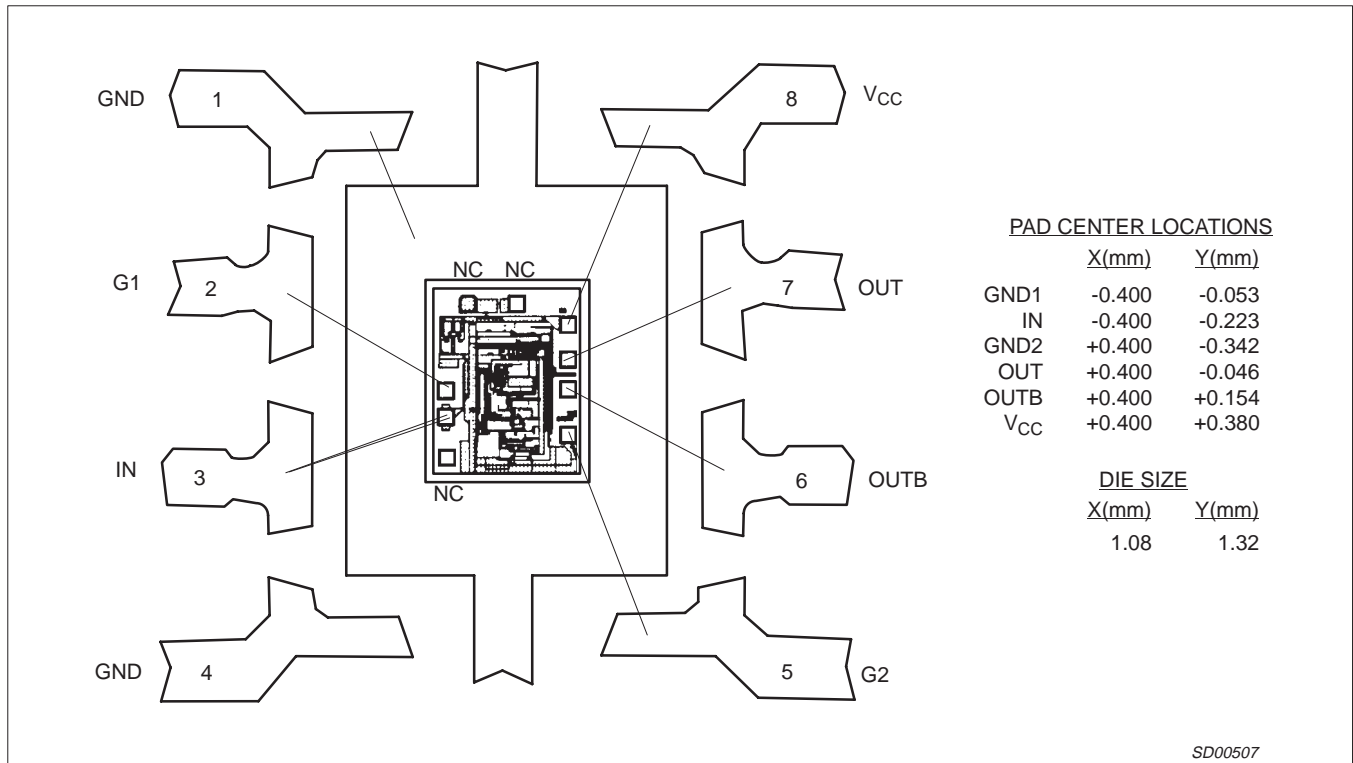 GND 1
8 VCC
G1 2
7 OUT
IN 3
6 OUTB
GND 4
5 G2
NC NC
NC
PAD CENTER LOCATIONS
X(mm) Y(mm)
GND1 -0.400 -0.053
IN -0.400 -0.223
GND2 +0.400 -0.342
OUT +0.400 -0.046
OUTB +0.400 +0.154
VCC +0.400 +0.380
DIE SIZE
X(mm) Y(mm)
1.08 1.32
SD00507